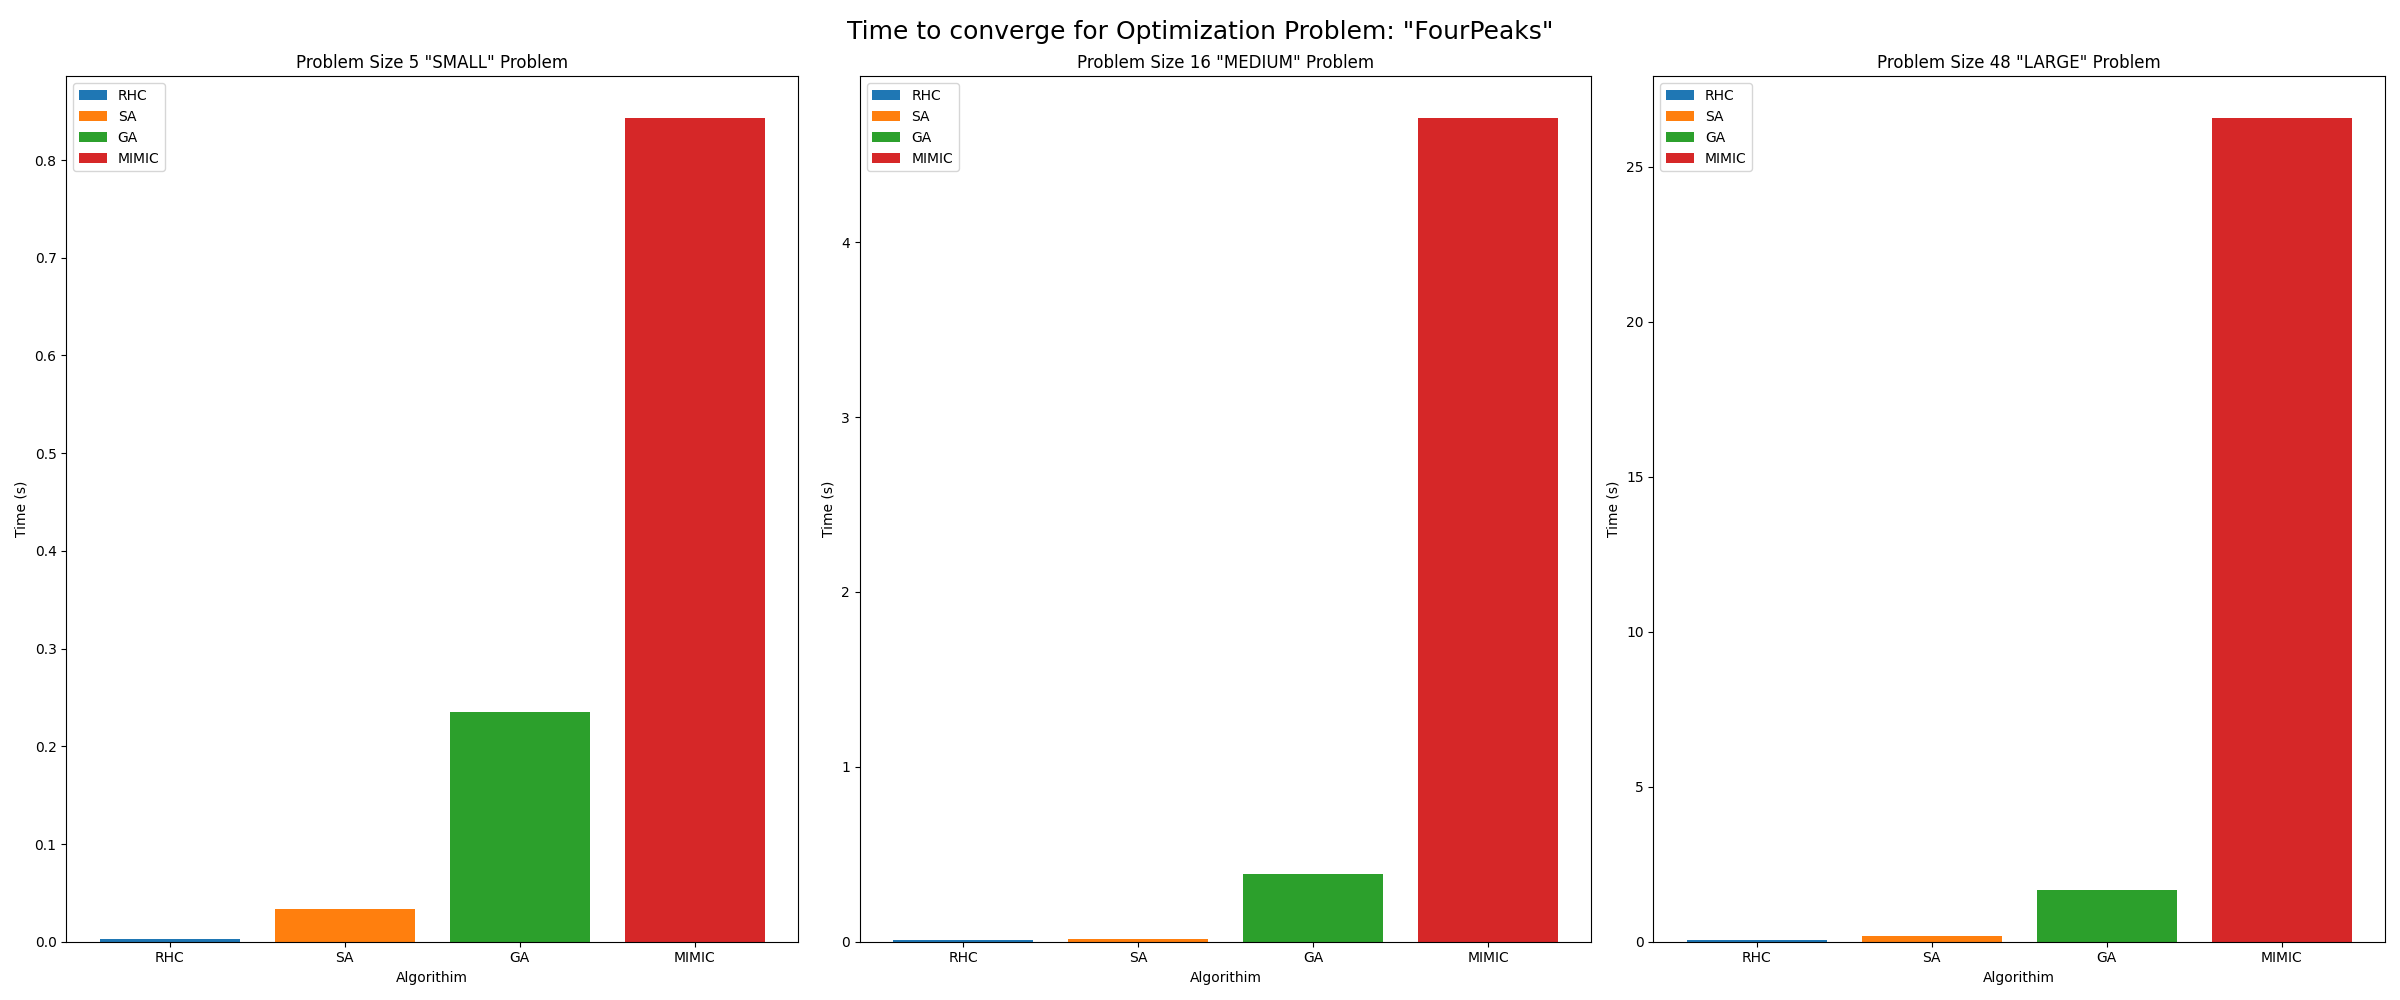 Time to converge for Optimization Problem: "FourPeaks"
Problem Size 5 "SMALL" Problem
RHC
SA
GA
MIMIC
0.8
0.7
0.6
0.5
0.4
0.3
0.2
0.1
0.0
Time (s)
RHC SA GA MIMIC
Algorithim
Problem Size 16 "MEDIUM" Problem
RHC
SA
GA
MIMIC
4
3
2
1
0
Time (s)
RHC SA GA MIMIC
Algorithim
Problem Size 48 "LARGE" Problem
RHC
SA
GA
MIMIC
25
20
15
10
5
0
Time (s)
RHC SA GA MIMIC
Algorithim